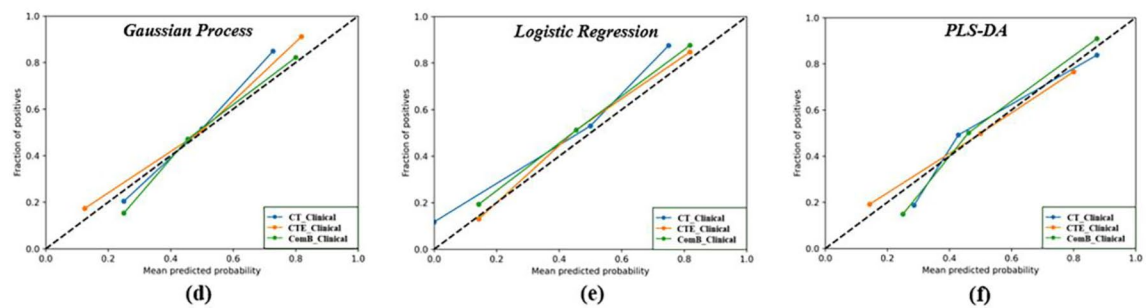 Gaussian Process
1.0
0.8
0.6
0.4
0.2
0.0
Fraction of positives
0.0 0.2 0.4 0.6 0.8 1.0
Mean predicted probability
CT_Clinical
CTE_Clinical
ComB_Clinical
(d)
Logistic Regression
1.0
0.8
0.6
0.4
0.2
0.0
Fraction of positives
0.0 0.2 0.4 0.6 0.8 1.0
Mean predicted probability
CT_Clinical
CTE_Clinical
ComB_Clinical
(e)
PLS-DA
1.0
0.8
0.6
0.4
0.2
0.0
Fraction of positives
0.0 0.2 0.4 0.6 0.8 1.0
Mean predicted probability
CT_Clinical
CTE_Clinical
ComB_Clinical
(f)